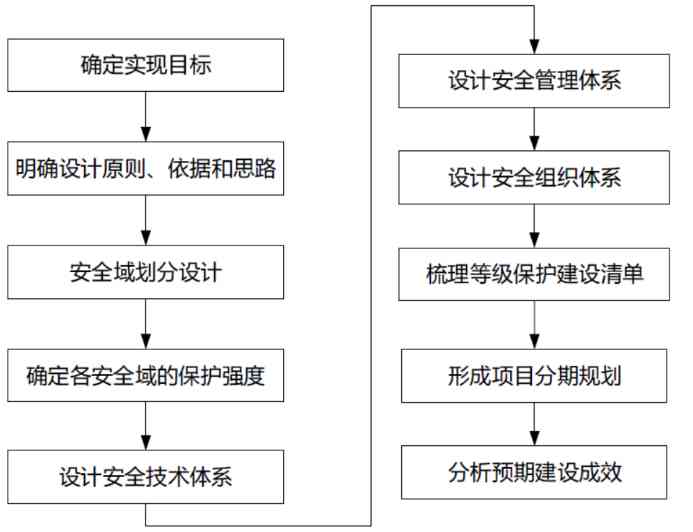 确定实现目标
明确设计原则、依据和思路
安全域划分设计
确定各安全域的保护强度
设计安全技术体系
设计安全管理体系
设计安全组织体系
梳理等级保护建设清单
形成项目分期规划
分析预期建设成效